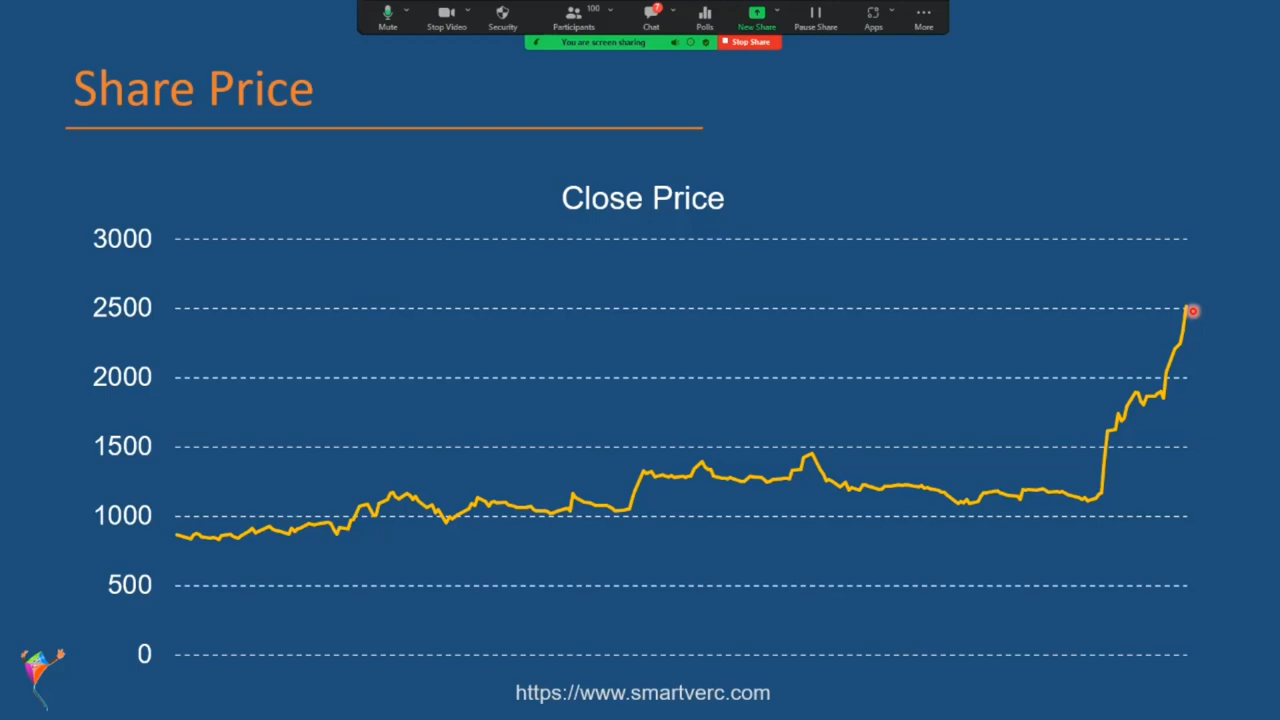 100
7
Mute
Stop Video
Security
Participants
Chat
Polls
New Share
Pause Share
Apps
More
You are screen sharing
Stop Share
Share Price
Close Price
3000
2500
2000
1500
1000
500
0
https://www.smartverc.com